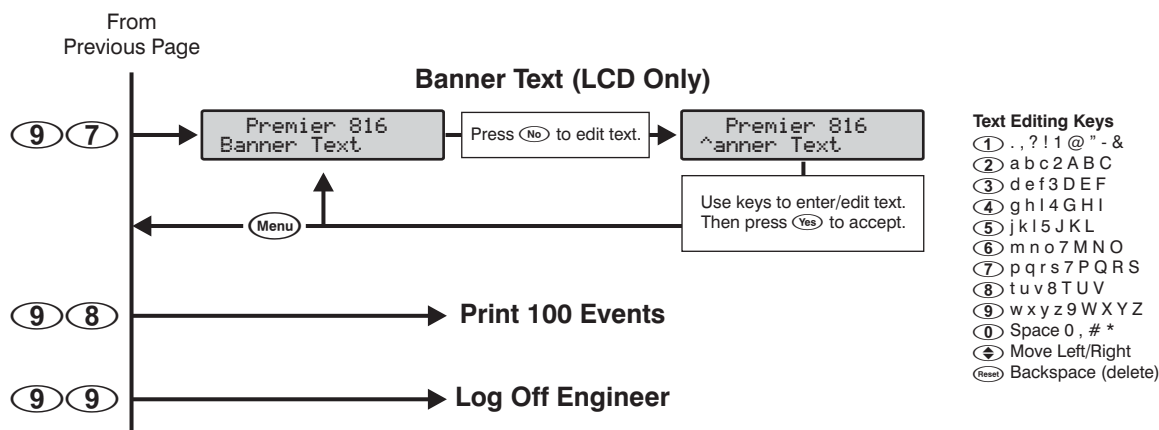 From
Previous Page
Banner Text (LCD Only)
9 7
Premier 816
Banner Text
Press No to edit text.
Premier 816
^anner Text
Use keys to enter/edit text.
Then press Yes to accept.
Menu
9 8
Print 100 Events
9 9
Log Off Engineer
Text Editing Keys
1 . , ? ! 1 @ " - &
2 a b c 2 A B C
3 d e f 3 D E F
4 g h I 4 G H I
5 j k l 5 J K L
6 m n o 7 M N O
7 p q r s 7 P Q R S
8 t u v 8 T U V
9 w x y z 9 W X Y Z
0 Space 0 , # *
Move Left/Right
Reset Backspace (delete)